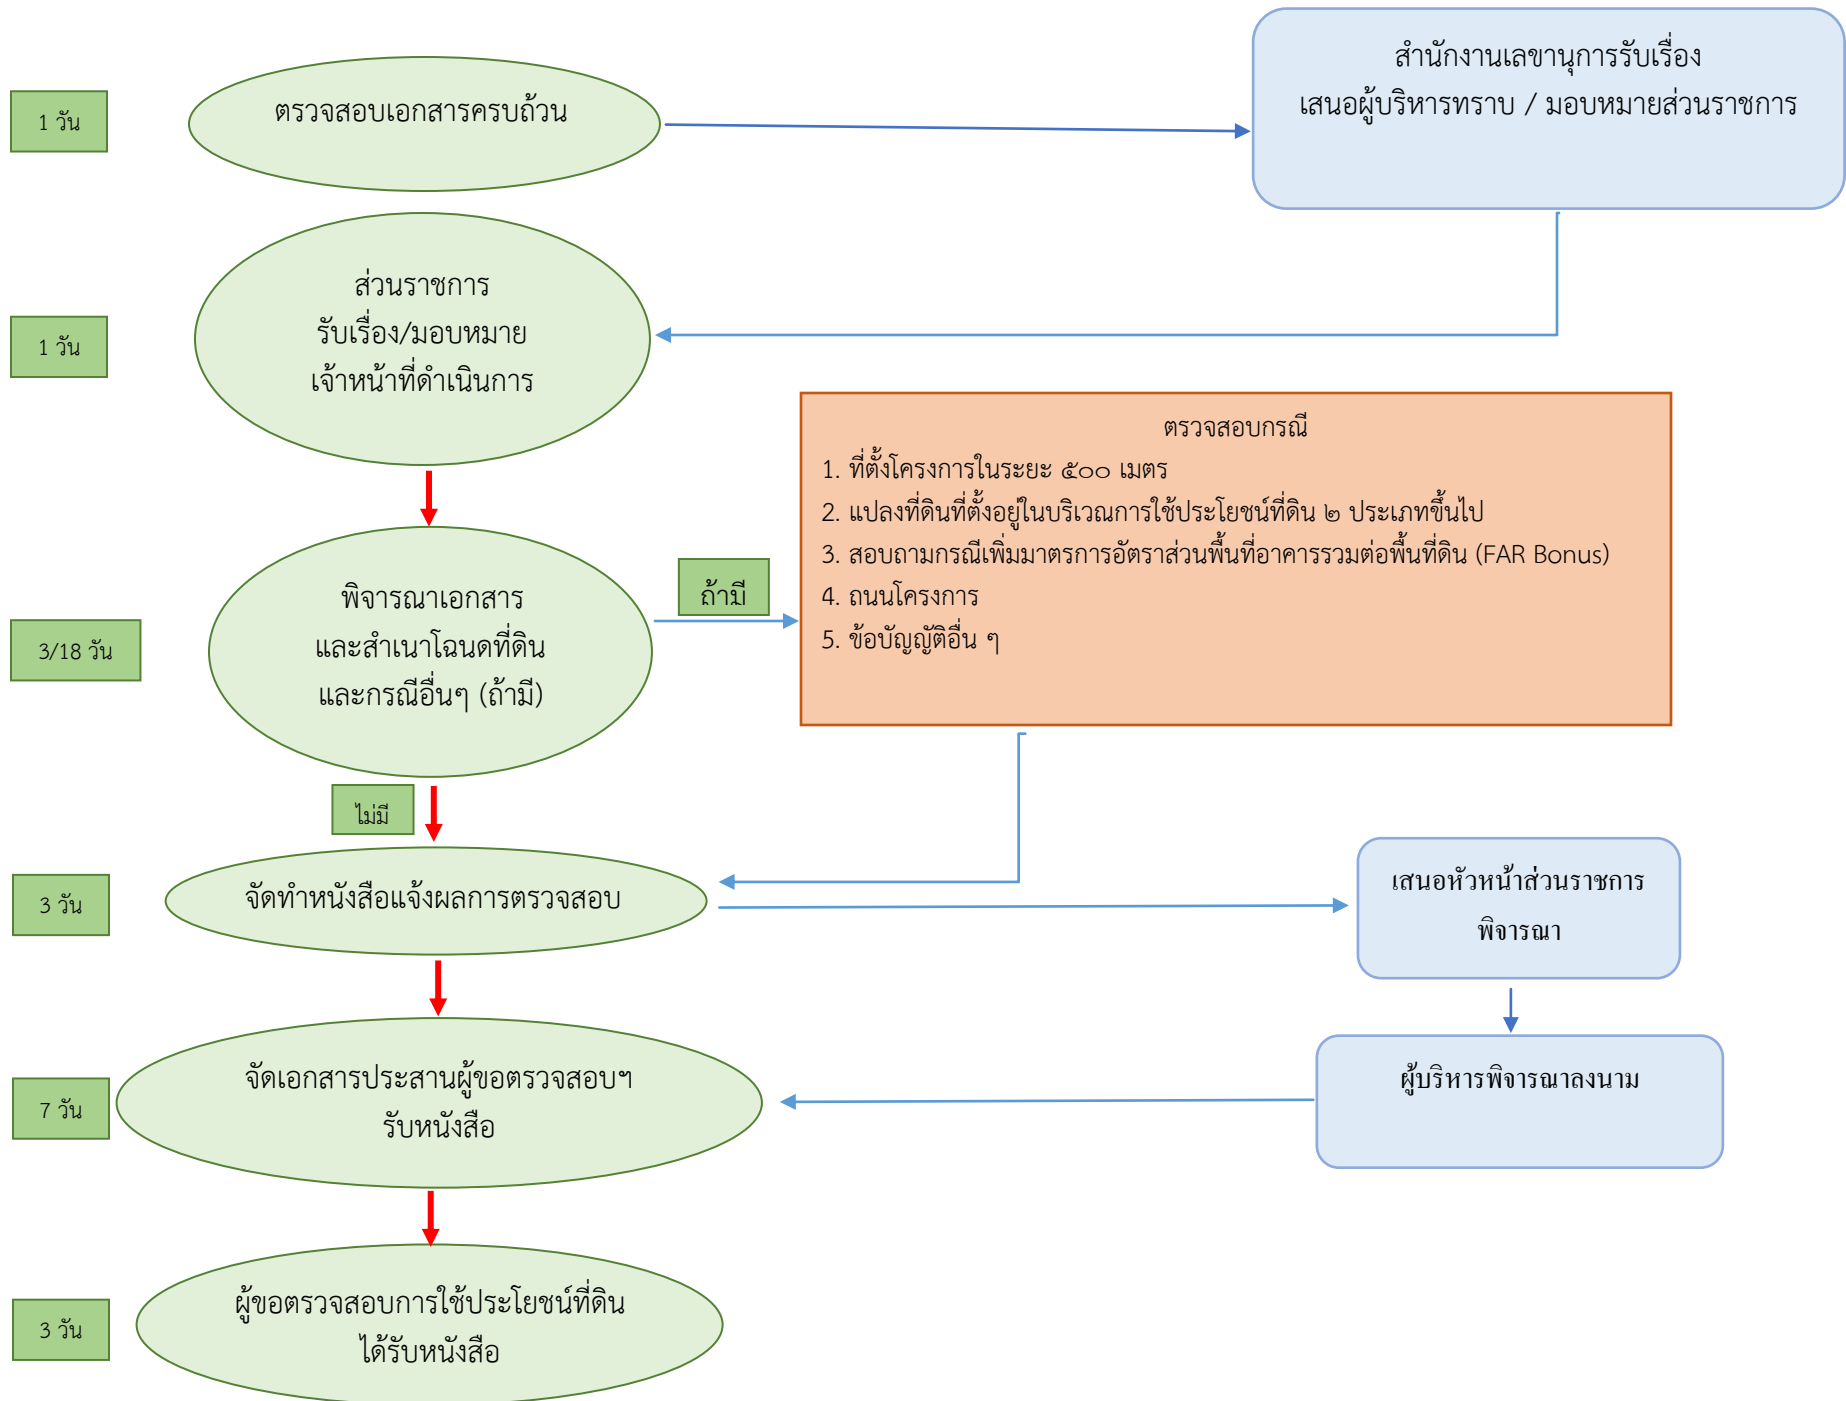 สำนักงานเลขานุการรับเรื่อง
เสนอผู้บริหารทราบ / มอบหมายส่วนราชการ
1 วัน
ตรวจสอบเอกสารครบถ้วน
1 วัน
ส่วนราชการ
รับเรื่อง/มอบหมาย
เจ้าหน้าที่ดำเนินการ
ตรวจสอบกรณี
1. ที่ตั้งโครงการในระยะ ๕๐๐ เมตร
2. แปลงที่ดินที่ตั้งอยู่ในบริเวณการใช้ประโยชน์ที่ดิน ๒ ประเภทขึ้นไป
3. สอบถามกรณีเพิ่มมาตรการอัตราส่วนพื้นที่อาคารรวมต่อพื้นที่ดิน (FAR Bonus)
4. ถนนโครงการ
5. ข้อบัญญัติอื่น ๆ
3/18 วัน
พิจารณาเอกสาร
และสำเนาโฉนดที่ดิน
และกรณีอื่นๆ (ถ้ามี)
ถ้ามี
ไม่มี
3 วัน
จัดทำหนังสือแจ้งผลการตรวจสอบ
เสนอหัวหน้าส่วนราชการ
พิจารณา
7 วัน
จัดเอกสารประสานผู้ขอตรวจสอบฯ
รับหนังสือ
ผู้บริหารพิจารณาลงนาม
3 วัน
ผู้ขอตรวจสอบการใช้ประโยชน์ที่ดิน
ได้รับหนังสือ